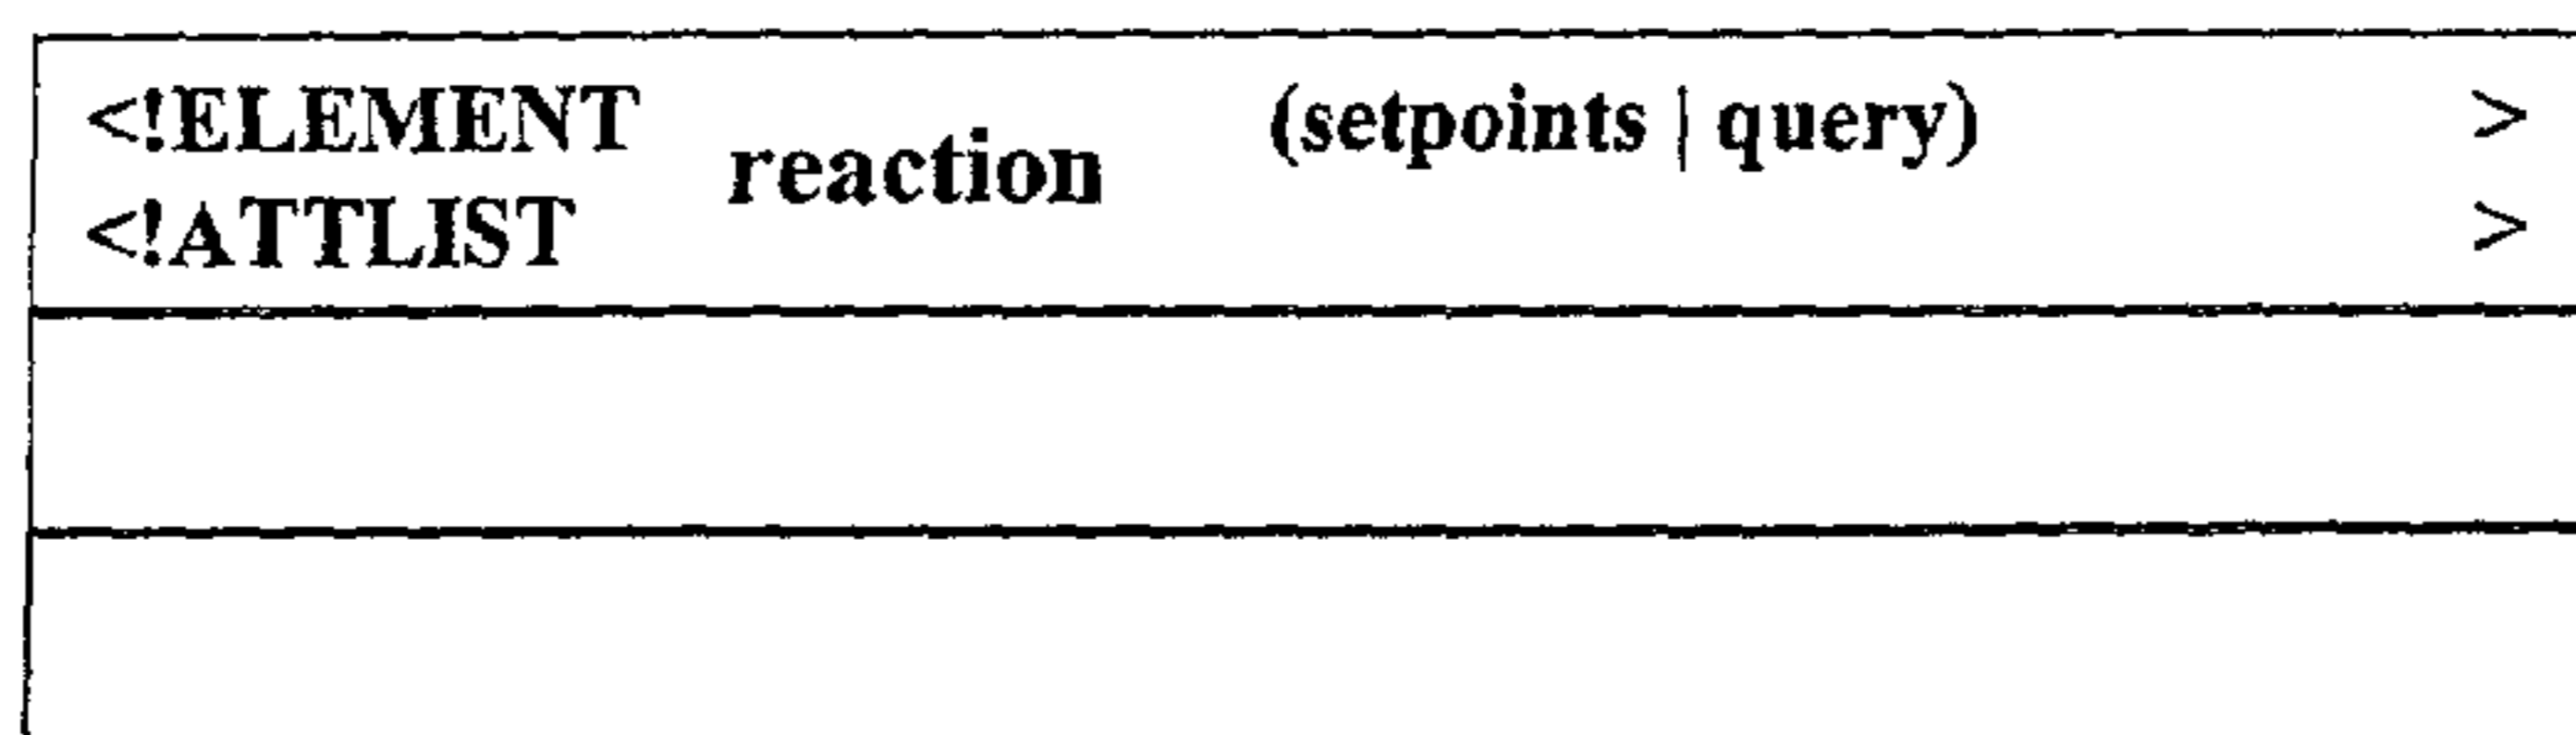 <!ELEMENT reaction (setpoints | query) >
<!ATTLIST >